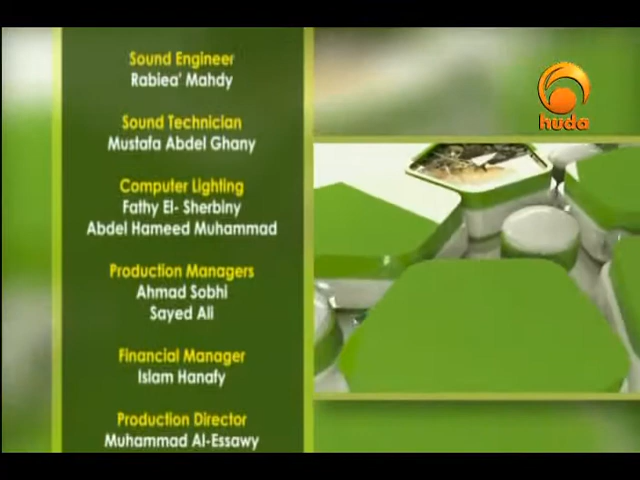 Sound Engineer
Rabiea' Mahdy
Sound Technician
Mustafa Abdel Ghany
Computer Lighting
Fathy El- Sherbiny
Abdel Hameed Muhammad
Production Managers
Ahmad Sobhi
Sayed Ali
Financial Manager
Islam Hanafy
Production Director
Muhammad Al-Essawy
huda